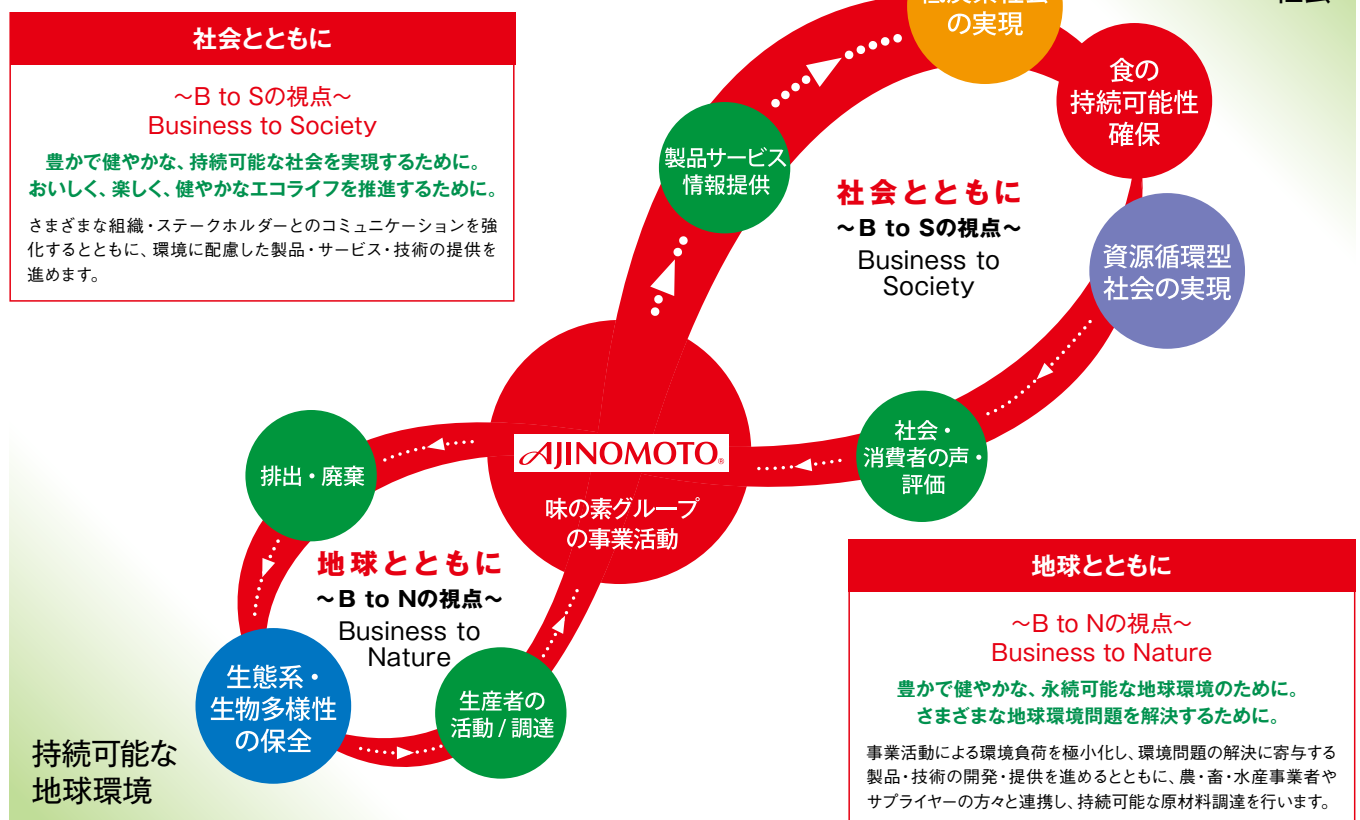 社会とともに
～B to Sの視点～
Business to Society
豊かで健やかな、持続可能な社会を実現するために。
おいしく、楽しく、健やかなエコライフを推進するために。
さまざまな組織・ステークホルダーとのコミュニケーションを強
化するとともに、環境に配慮した製品・サービス・技術の提供を
進めます。
の実現
食の
持続可能性
確保
製品サービス
情報提供
社会とともに
～B to Sの視点～
Business to
Society
資源循環型
社会の実現
社会・
消費者の声・
評価
AJINOMOTO®
味の素グループ
の事業活動
排出・廃棄
地球とともに
～B to Nの視点～
Business to
Nature
生態系・
生物多様性
の保全
生産者の
活動 / 調達
持続可能な
地球環境
地球とともに
～B to Nの視点～
Business to Nature
豊かで健やかな、永続可能な地球環境のために。
さまざまな地球環境問題を解決するために。
事業活動による環境負荷を極小化し、環境問題の解決に寄与する
製品・技術の開発・提供を進めるとともに、農・畜・水産事業者や
サプライヤーの方々と連携し、持続可能な原材料調達を行います。